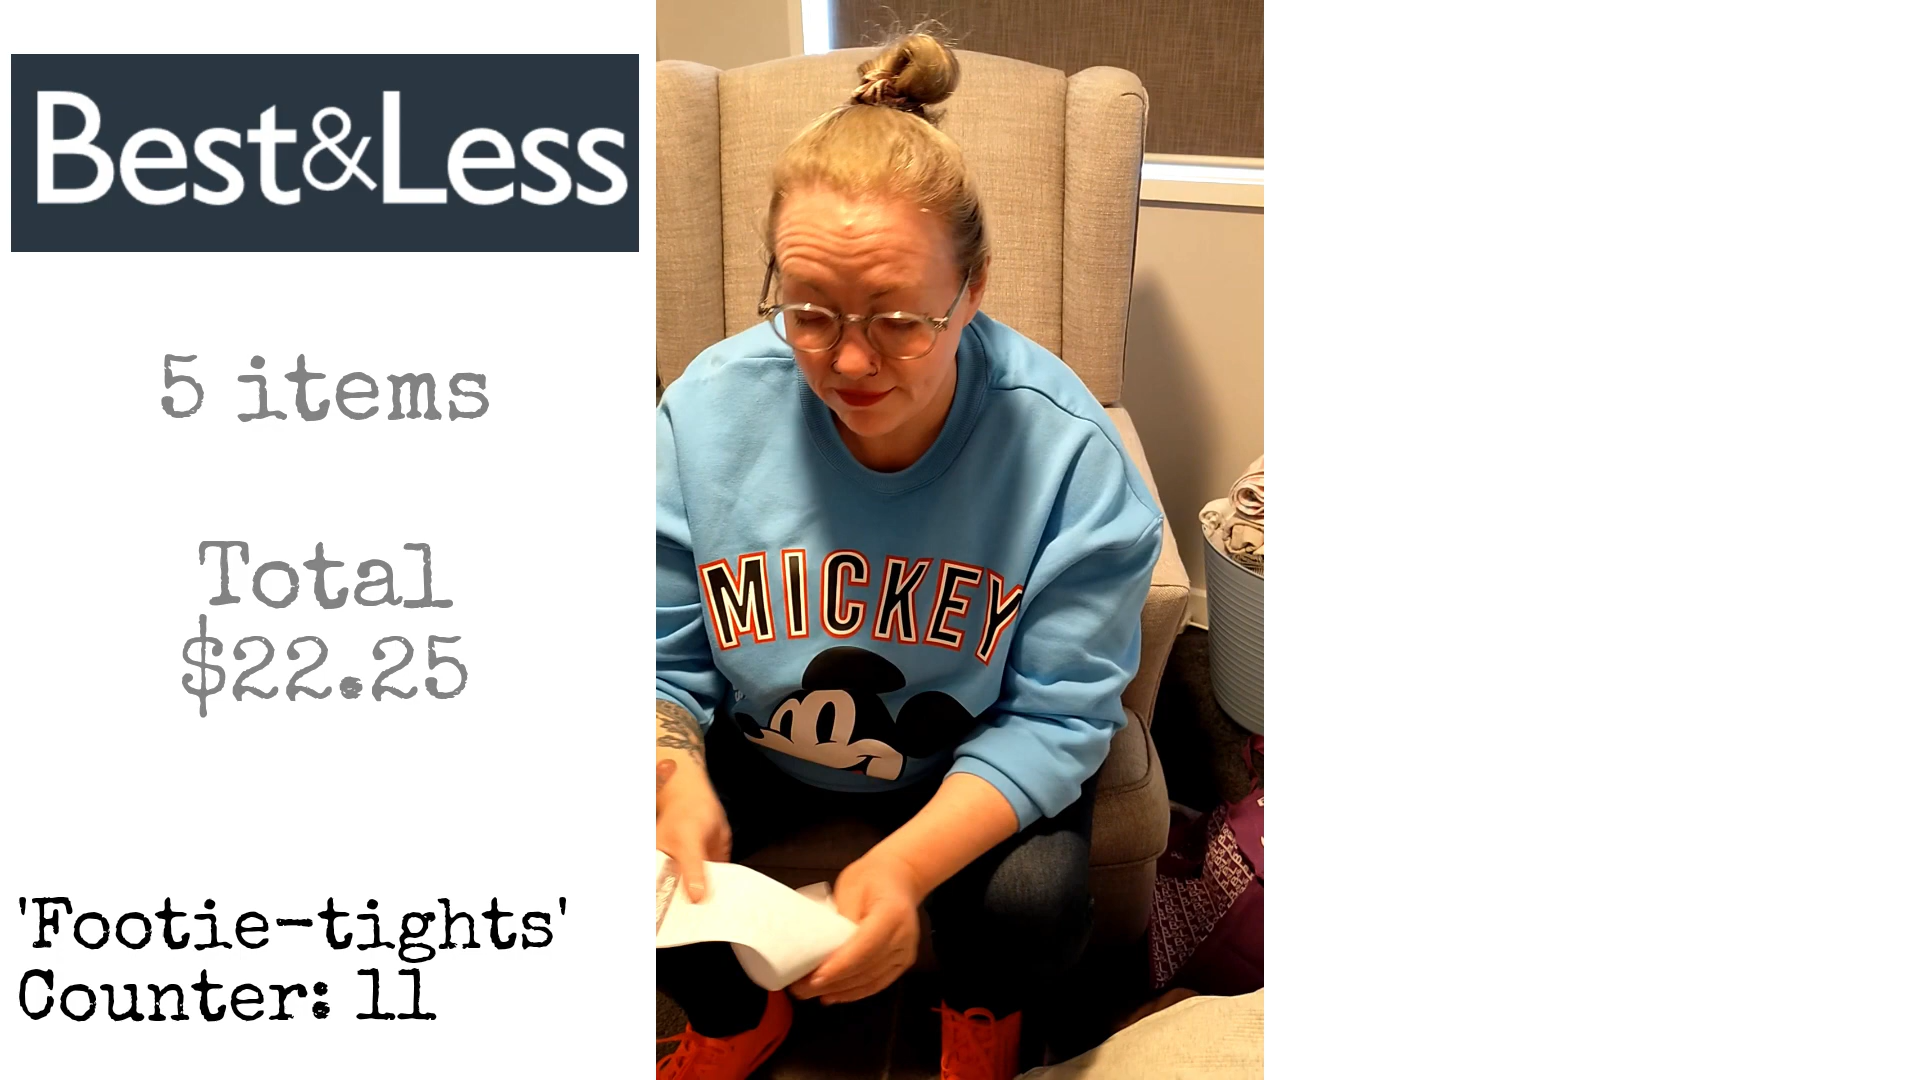 Best&Less
5 items
Total
$22.25
'Footie-tights'
Counter: 11
MICKEY